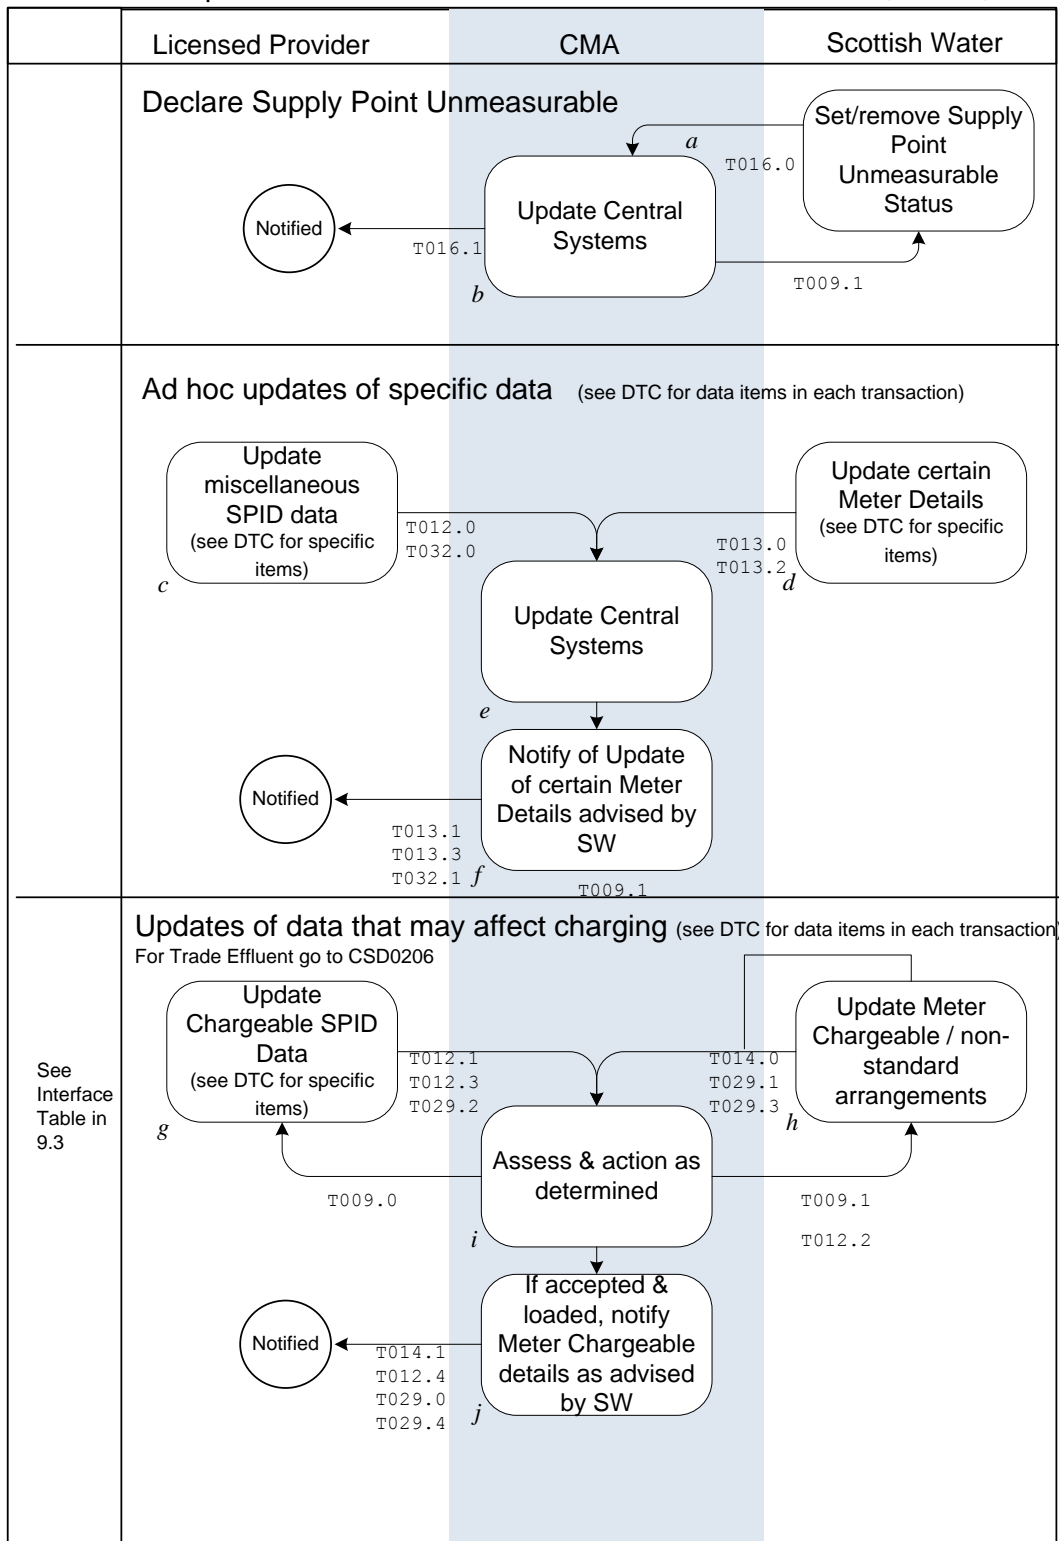 Licensed Provider
CMA
Scottish Water
Declare Supply Point Unmeasurable
Set/remove Supply
Point
Unmeasurable
Status
a
T016.0
Update Central
Systems
Notified
T016.1
b
T009.1
Ad hoc updates of specific data (see DTC for data items in each transaction)
Update
miscellaneous
SPID data
(see DTC for specific
items)
c
T012.0
T032.0
Update certain
Meter Details
(see DTC for specific
items)
T013.0
T013.2
d
Update Central
Systems
e
Notify of Update
of certain Meter
Details advised by
SW
Notified
T013.1
T013.3
T032.1
f
T009.1
Updates of data that may affect charging (see DTC for data items in each transaction)
For Trade Effluent go to CSD0206
See
Interface
Table in
9.3
Update
Chargeable SPID
Data
(see DTC for specific
items)
g
T012.1
T012.3
T029.2
Update Meter
Chargeable / non-
standard
arrangements
T014.0
T029.1
T029.3
h
Assess & action as
determined
T009.0
i
T009.1
T012.2
If accepted &
loaded, notify
Meter Chargeable
details as advised
by SW
Notified
T014.1
T012.4
T029.0
T029.4
j